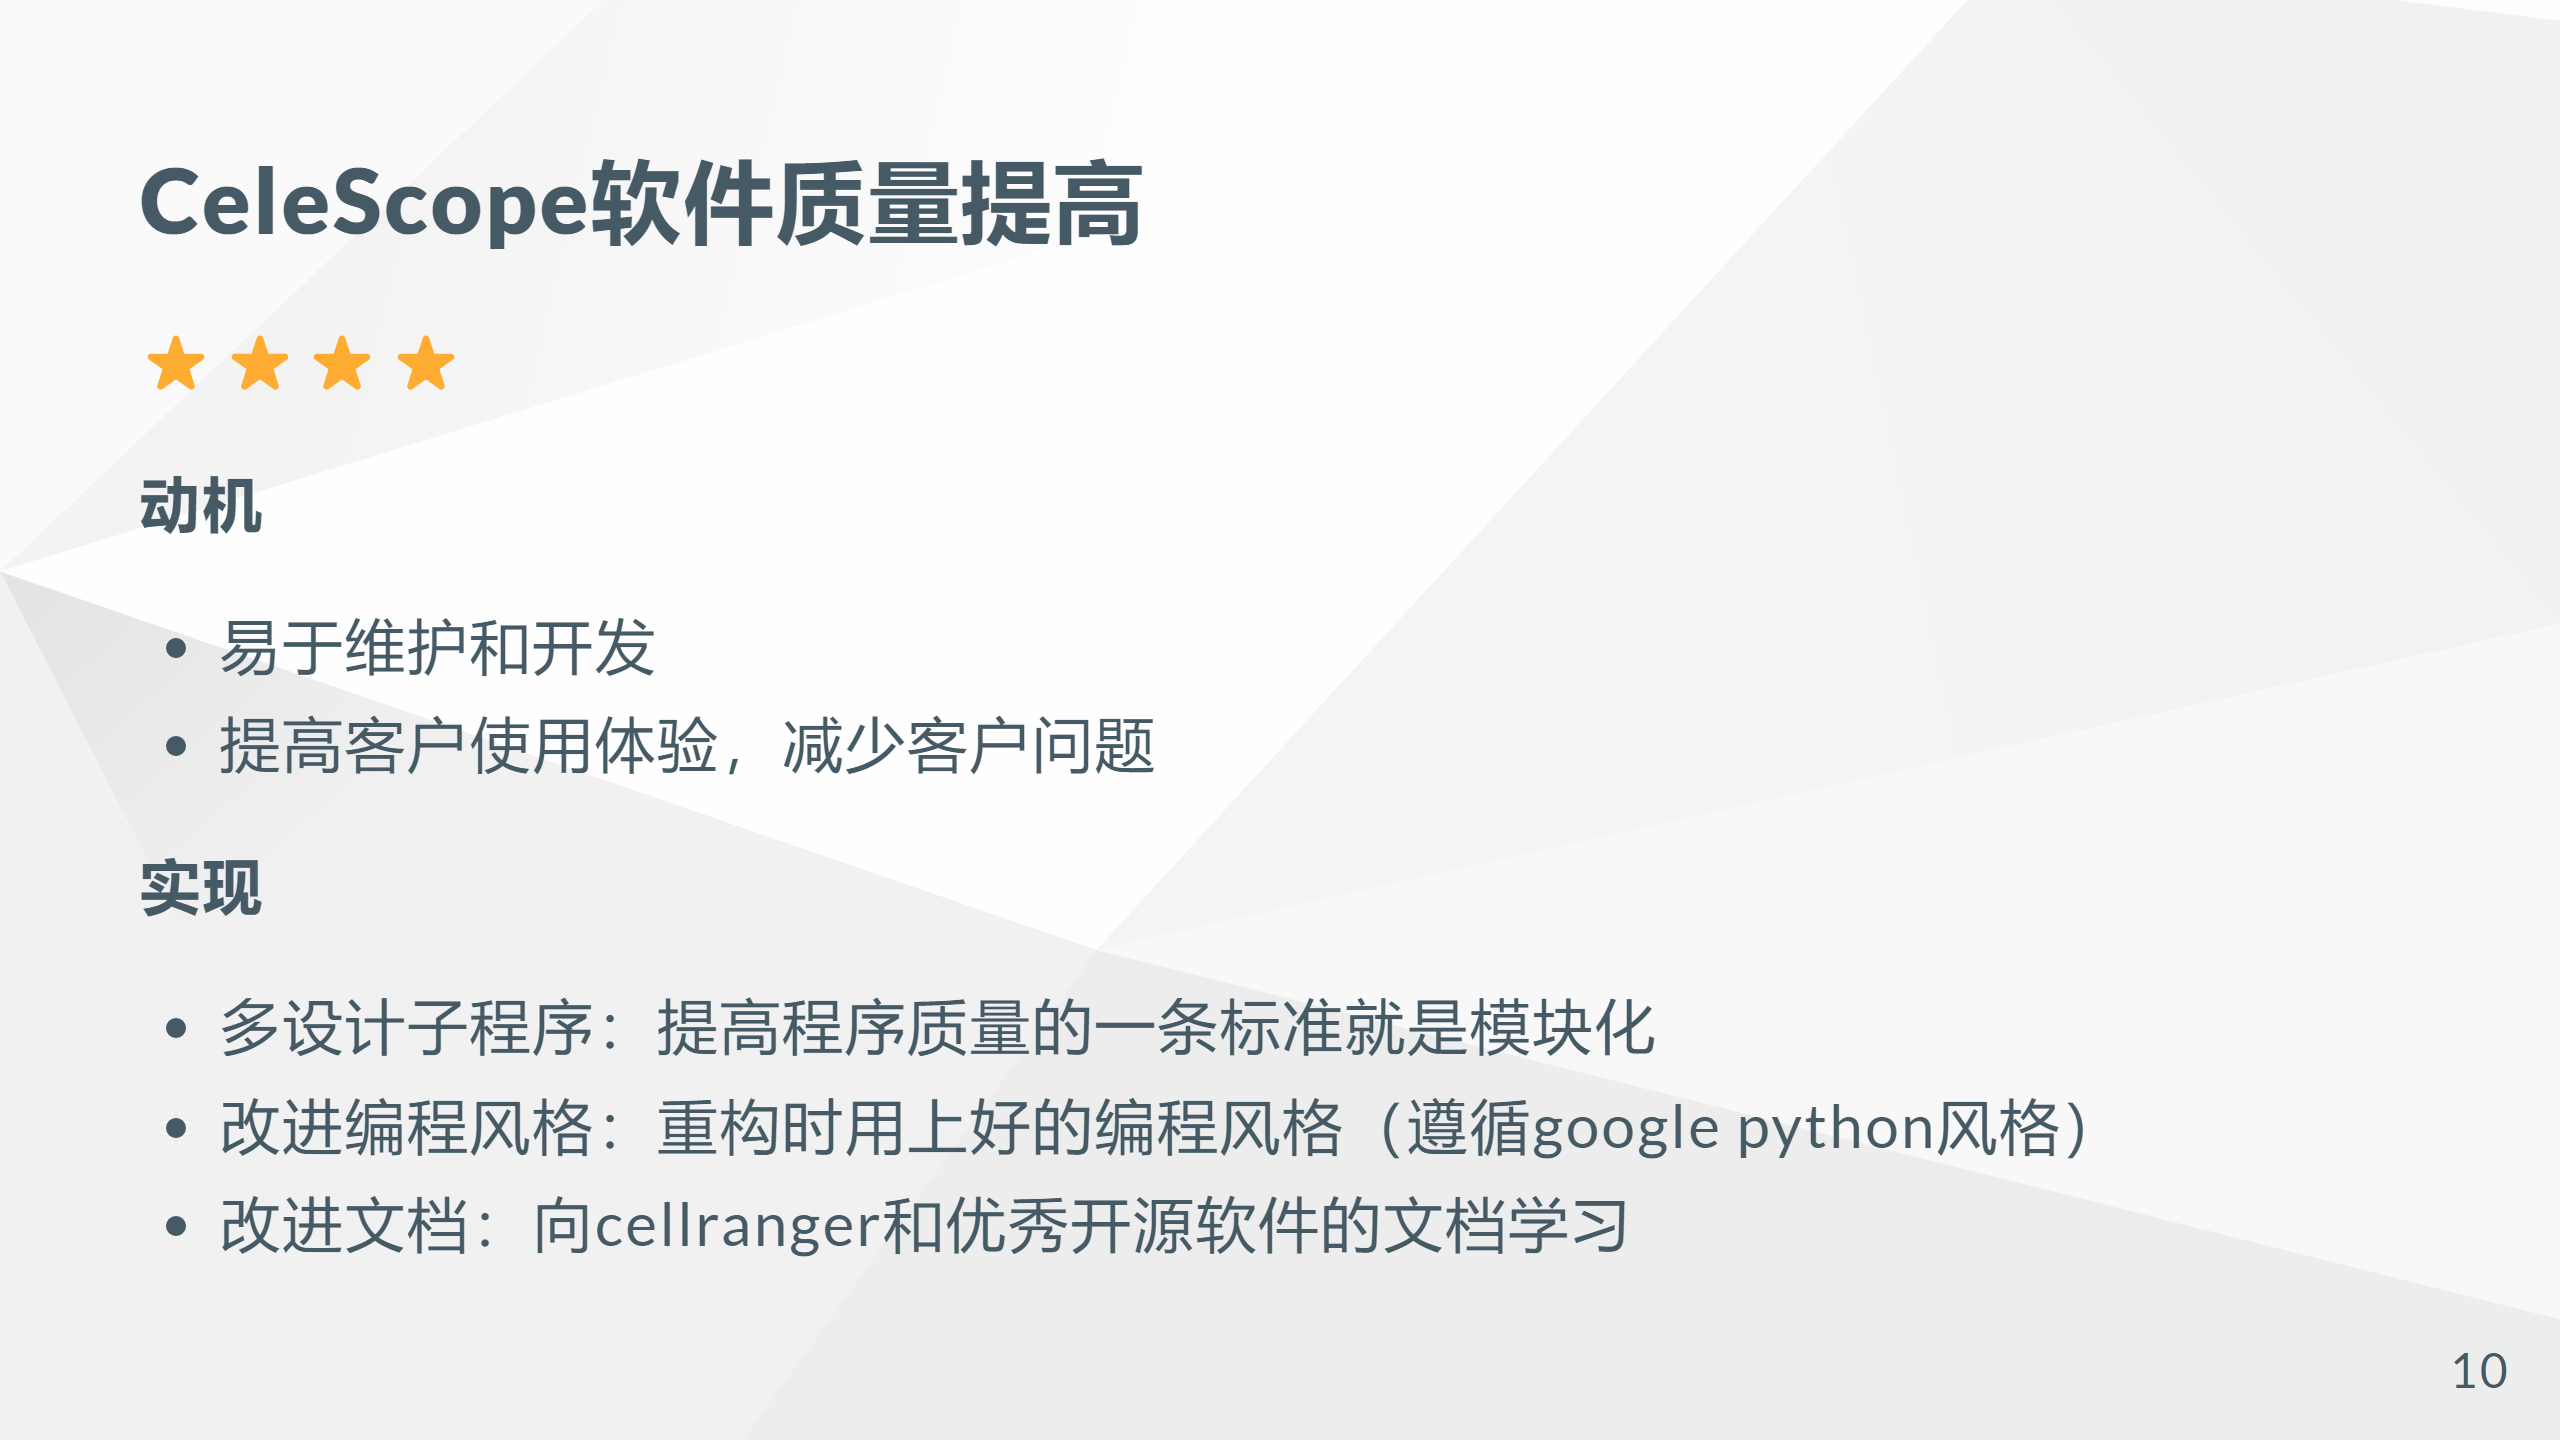 CeleScope软件质量提高
动机
易于维护和开发
提高客户使用体验，减少客户问题
实现
多设计子程序：提高程序质量的一条标准就是模块化
改进编程风格：重构时用上好的编程风格（遵循google python风格）
改进文档：向cellranger和优秀开源软件的文档学习
10